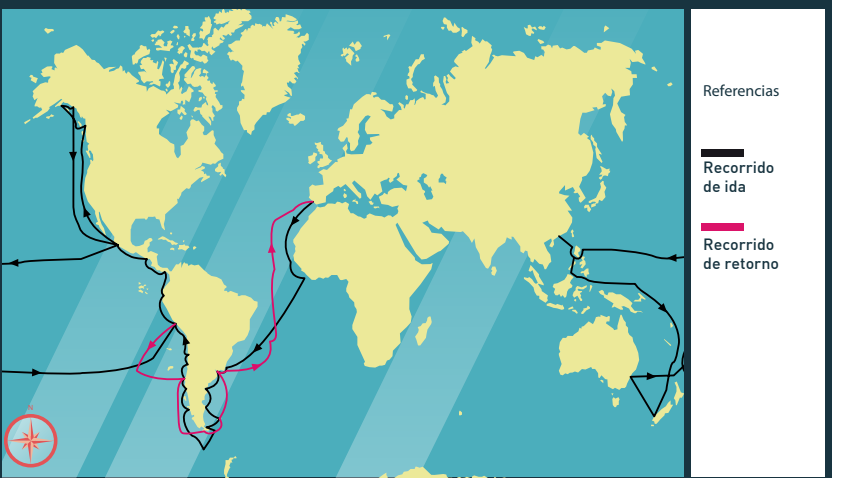 Referencias
Recorrido
de ida
Recorrido
de retorno
N